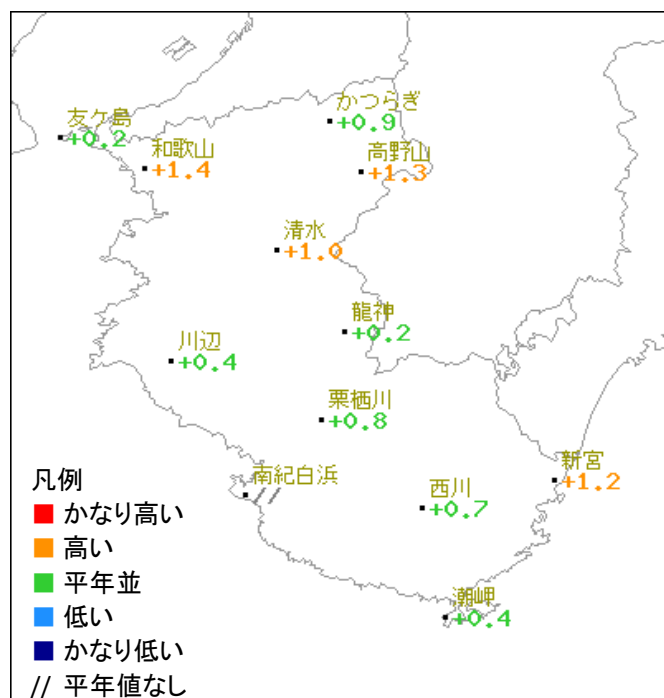 かつらぎ
+0.9
友ケ島
+0.2
和歌山
+1.4
高野山
+1.3
清水
+1.0
龍神
+0.2
川辺
+0.4
栗栖川
+0.8
新宮
+1.2
南紀白浜
//
西川
+0.7
潮岬
+0.4
凡例
かなり高い
高い
平年並
低い
かなり低い
// 平年値なし